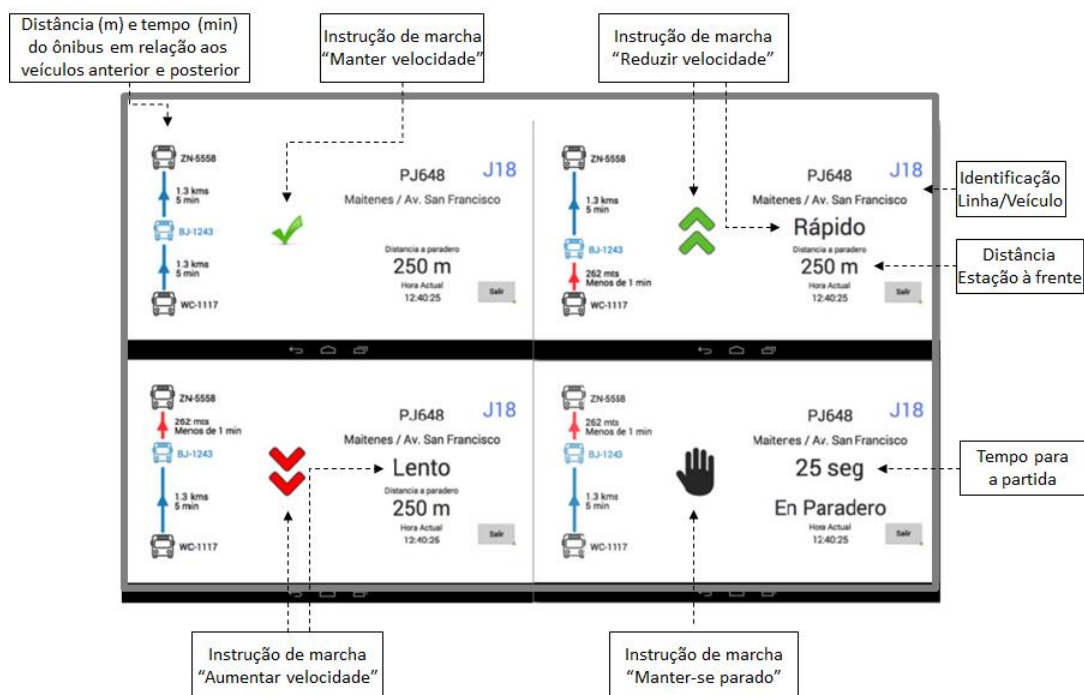 Distância (m) e tempo (min)
do ônibus em relação aos
veículos anterior e posterior
Instrução de marcha
“Manter velocidade”
Instrução de marcha
“Reduzir velocidade”
ZN-5558
1.3 kms
5 min
BJ-1243
1.3 kms
5 min
WC-1117
PJ648
J18
Maitenes / Av. San Francisco
Distancia a paradero
250 m
Hora Actual
12:40:25
Salir
ZN-5558
1.3 kms
5 min
BJ-1243
262 mts
Menos de 1 min
WC-1117
PJ648
J18
Maitenes / Av. San Francisco
Rápido
Distancia a paradero
250 m
Hora Actual
12:40:25
Salir
Identificação
Linha/Veículo
Distância
Estação à frente
ZN-5558
262 mts
Menos de 1 min
BJ-1243
1.3 kms
5 min
WC-1117
PJ648
J18
Maitenes / Av. San Francisco
Lento
Distancia a paradero
250 m
Hora Actual
12:40:25
Salir
ZN-5558
262 mts
Menos de 1 min
BJ-1243
1.3 kms
5 min
WC-1117
PJ648
J18
Maitenes / Av. San Francisco
25 seg
En Paradero
Hora Actual
12:40:25
Salir
Tempo para
a partida
Instrução de marcha
“Aumentar velocidade”
Instrução de marcha
“Manter-se parado”